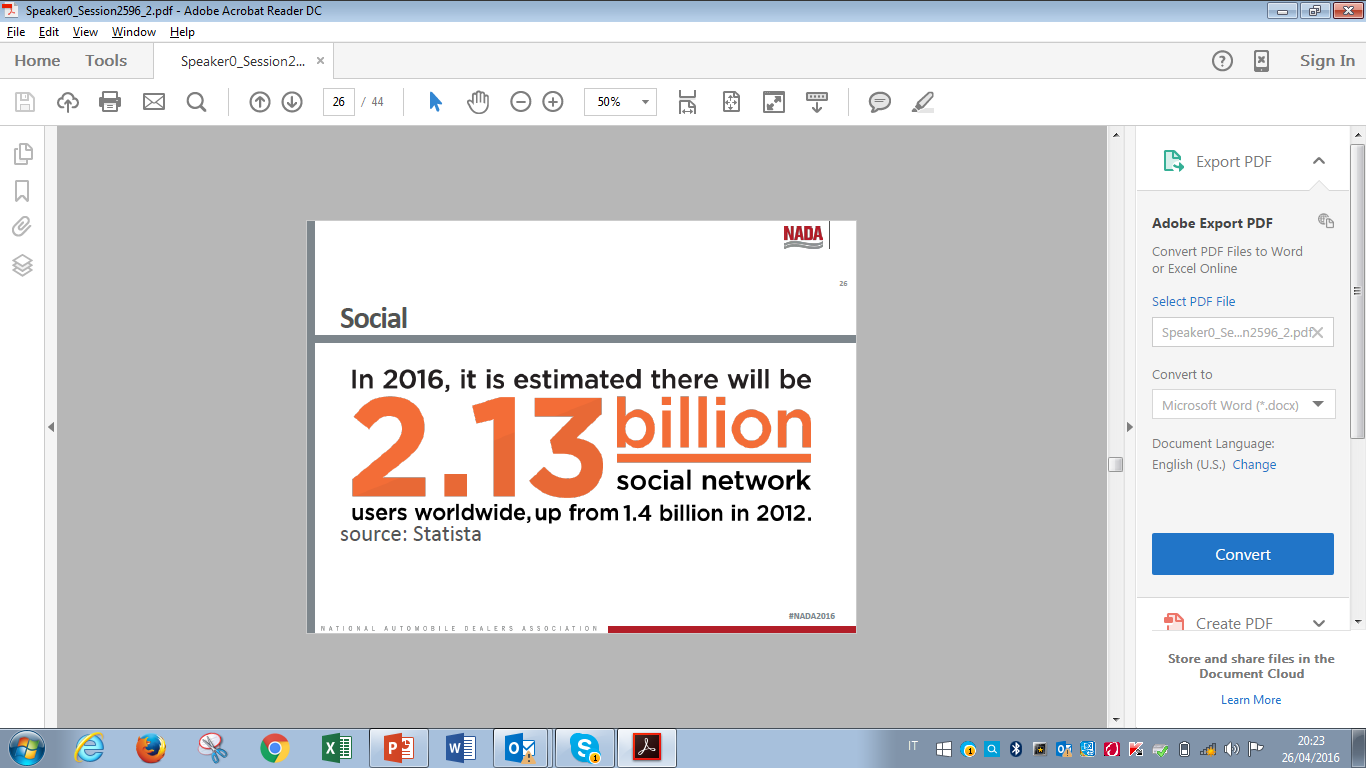 Speaker0_Session2596_2.pdf - Adobe Acrobat Reader DC
File Edit View Window Help
Home Tools Speaker0_Session2... × Sign In
26 / 44 50%
Export PDF
Adobe Export PDF
Convert PDF Files to Word
or Excel Online
Select PDF File
Speaker0_Se...n2596_2.pdf
Convert to
Microsoft Word (*.docx)
Document Language:
English (U.S.) Change
Convert
Create PDF
Store and share files in the
Document Cloud
Learn More
NADA
26
Social
In 2016, it is estimated there will be
2.13 billion
social network
users worldwide, up from 1.4 billion in 2012.
source: Statista
#NADA2016
NATIONAL AUTOMOBILE DEALERS ASSOCIATION
IT
20:23
26/04/2016